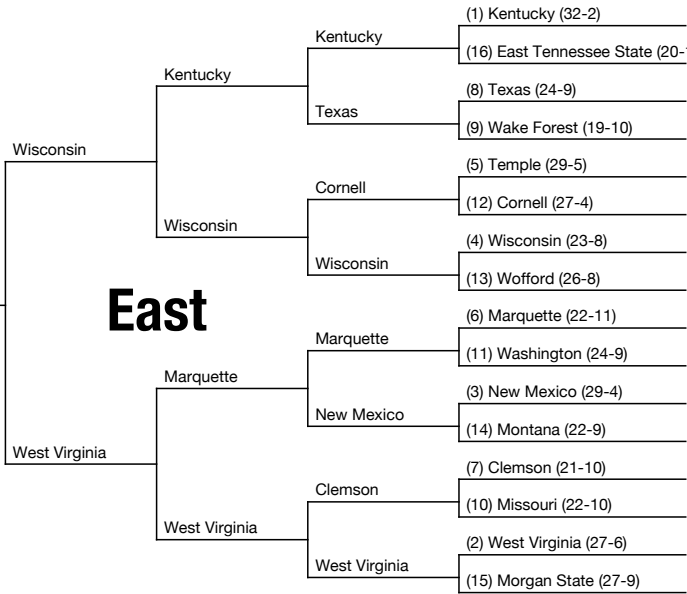 (1) Kentucky (32-2)
Kentucky
(16) East Tennessee State (20-
Kentucky
(8) Texas (24-9)
Texas
(9) Wake Forest (19-10)
Wisconsin
(5) Temple (29-5)
Cornell
(12) Cornell (27-4)
Wisconsin
(4) Wisconsin (23-8)
Wisconsin
(13) Wofford (26-8)
East
(6) Marquette (22-11)
Marquette
(11) Washington (24-9)
Marquette
(3) New Mexico (29-4)
New Mexico
(14) Montana (22-9)
West Virginia
(7) Clemson (21-10)
Clemson
(10) Missouri (22-10)
West Virginia
(2) West Virginia (27-6)
West Virginia
(15) Morgan State (27-9)